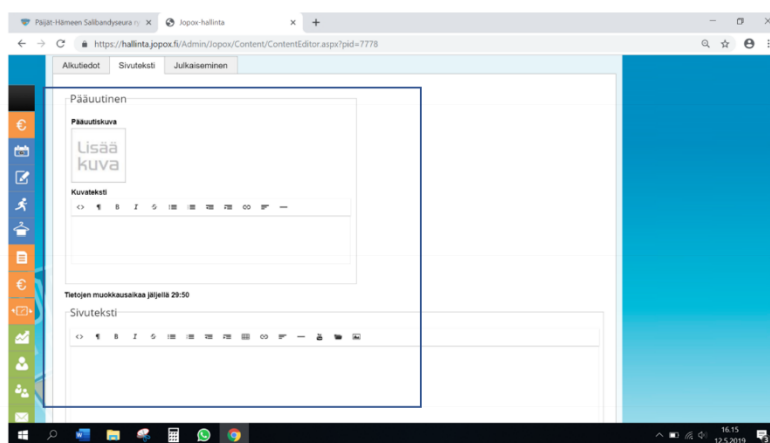 Päijät-Hämeen Salibandyseura ry
Jopox-hallinta
https://hallinta.jopox.fi/Admin/Jopox/Content/ContentEditor.aspx?pid=7778
Alkutiedot Sivuteksti Julkaiseminen
Pääuutinen
Pääuutiskuva
Lisää
kuva
Kuvateksti
Tietojen muokkausaikaa jäljellä 29:50
Sivuteksti
16.15
12.5.2019